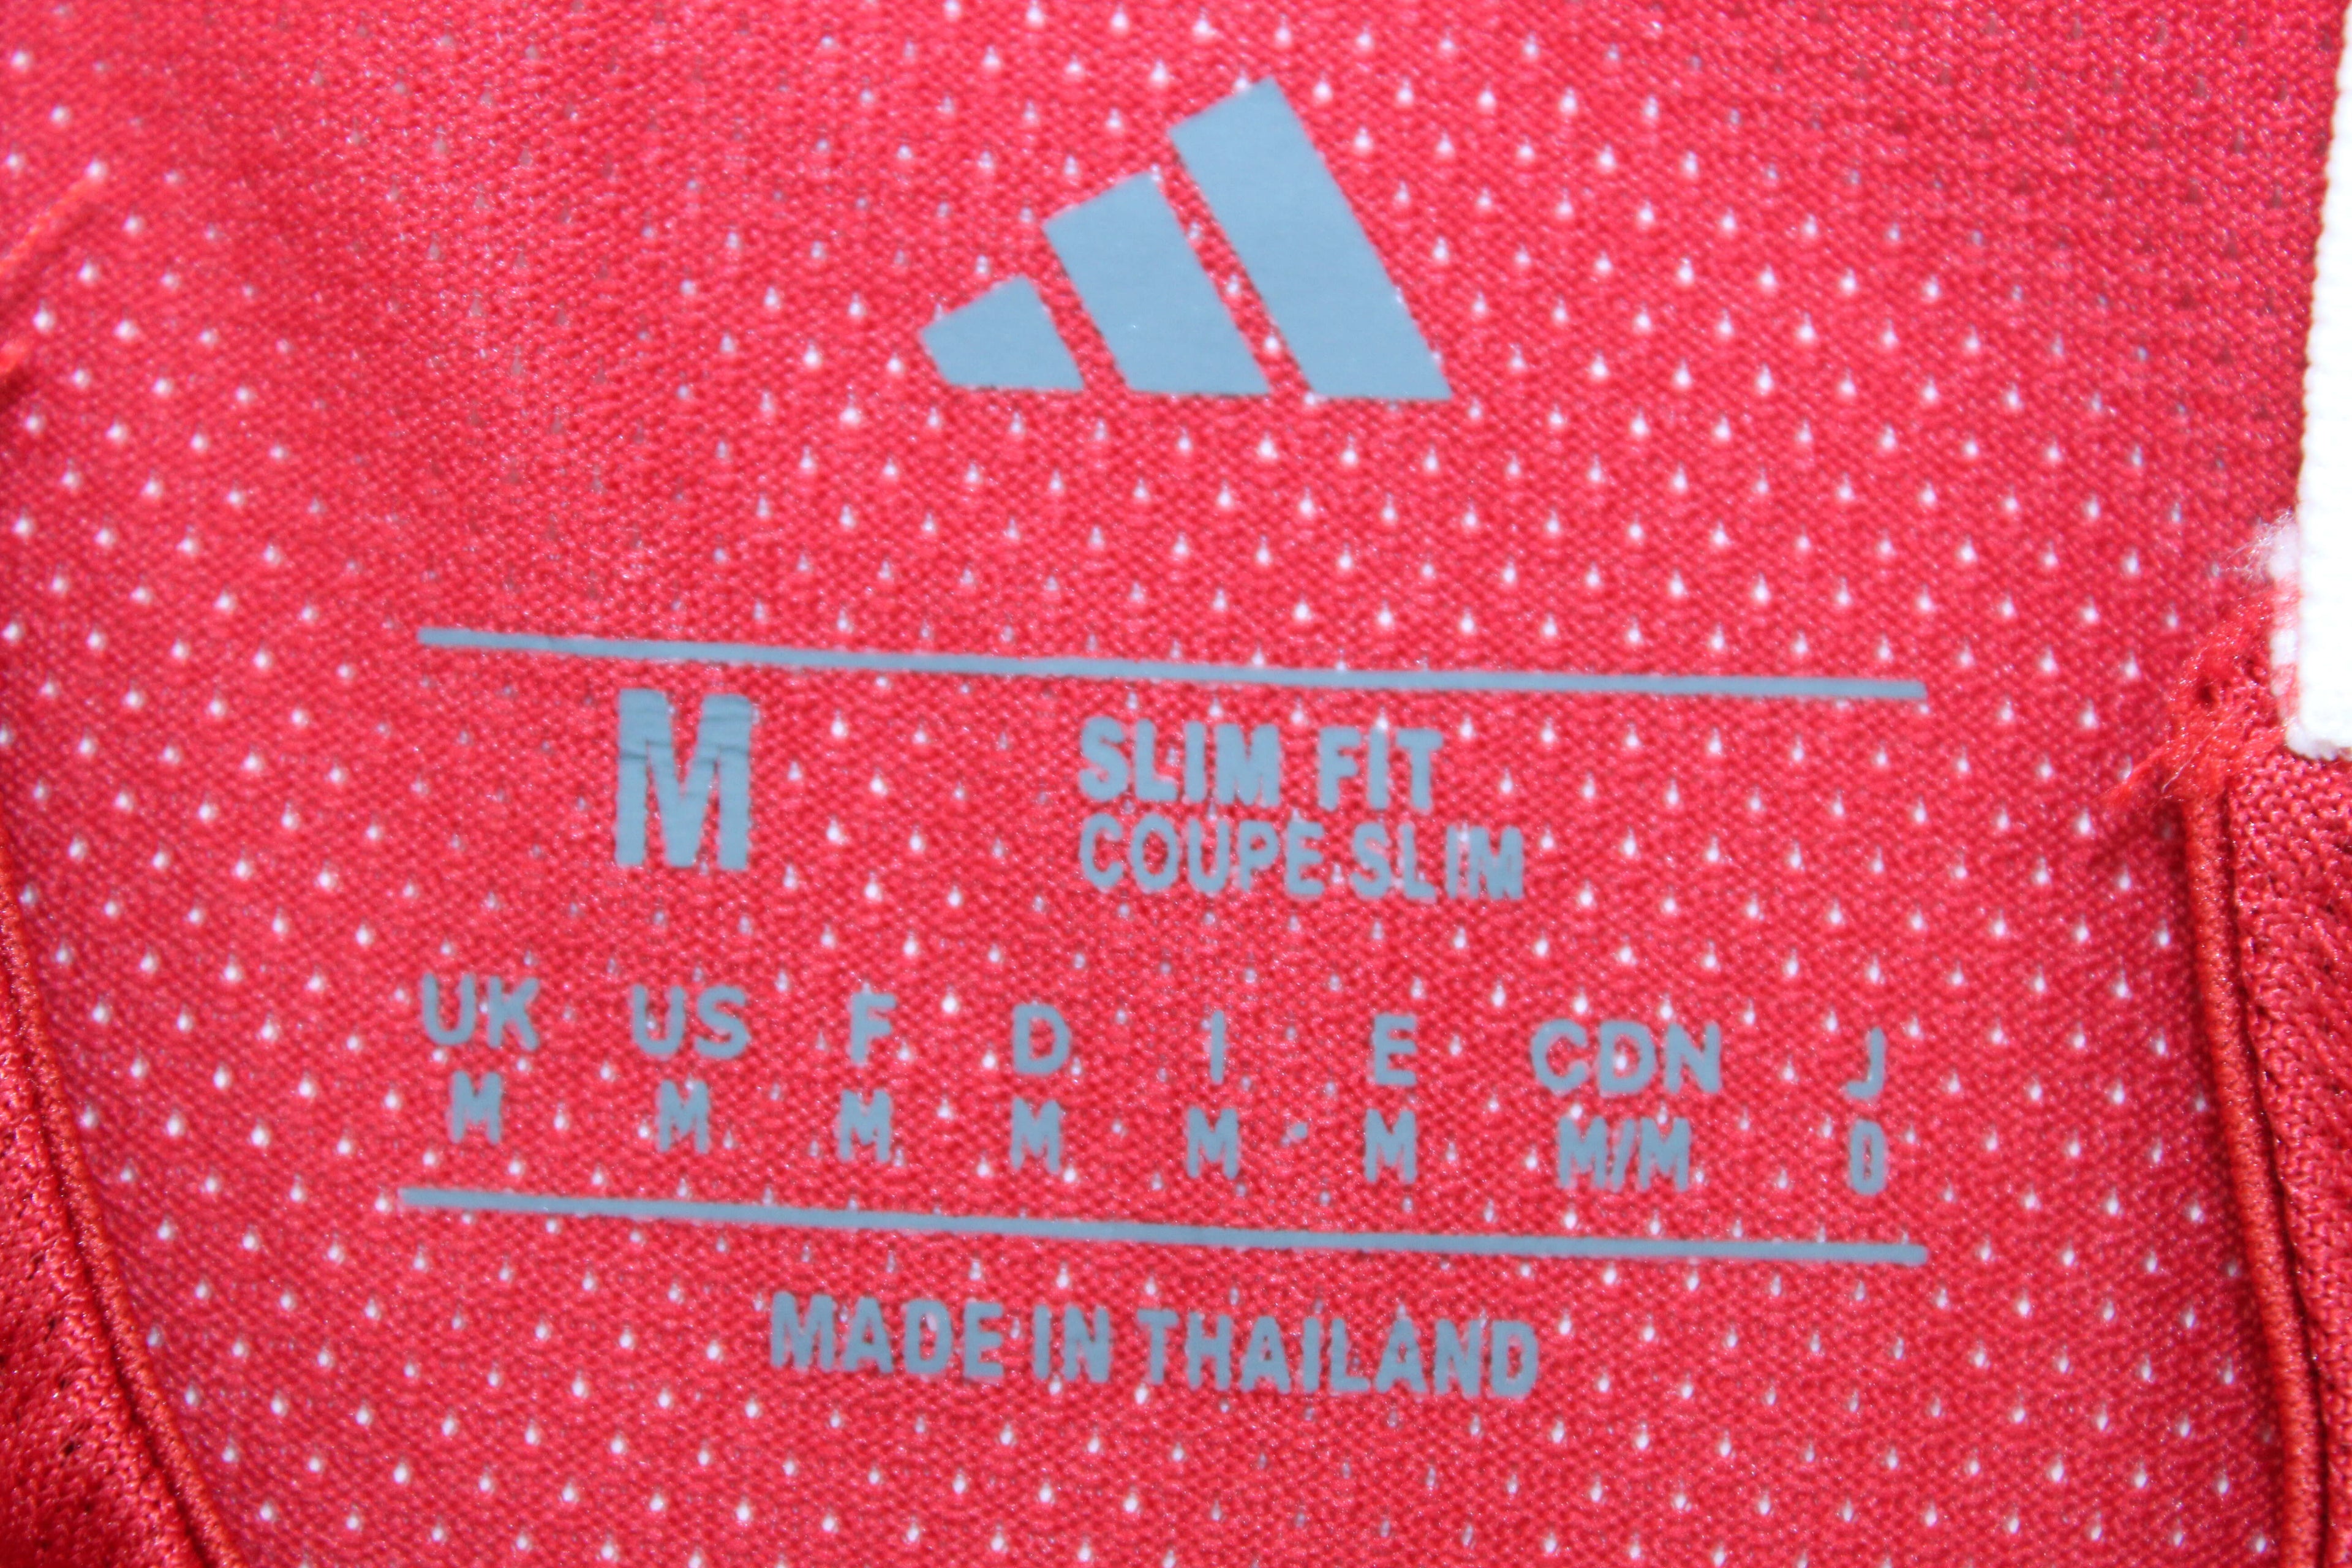 M
SLIM FIT
COUPE SLIM
UK US F D I E CDN J
M M M M M M M/M O
MADE IN THAILAND